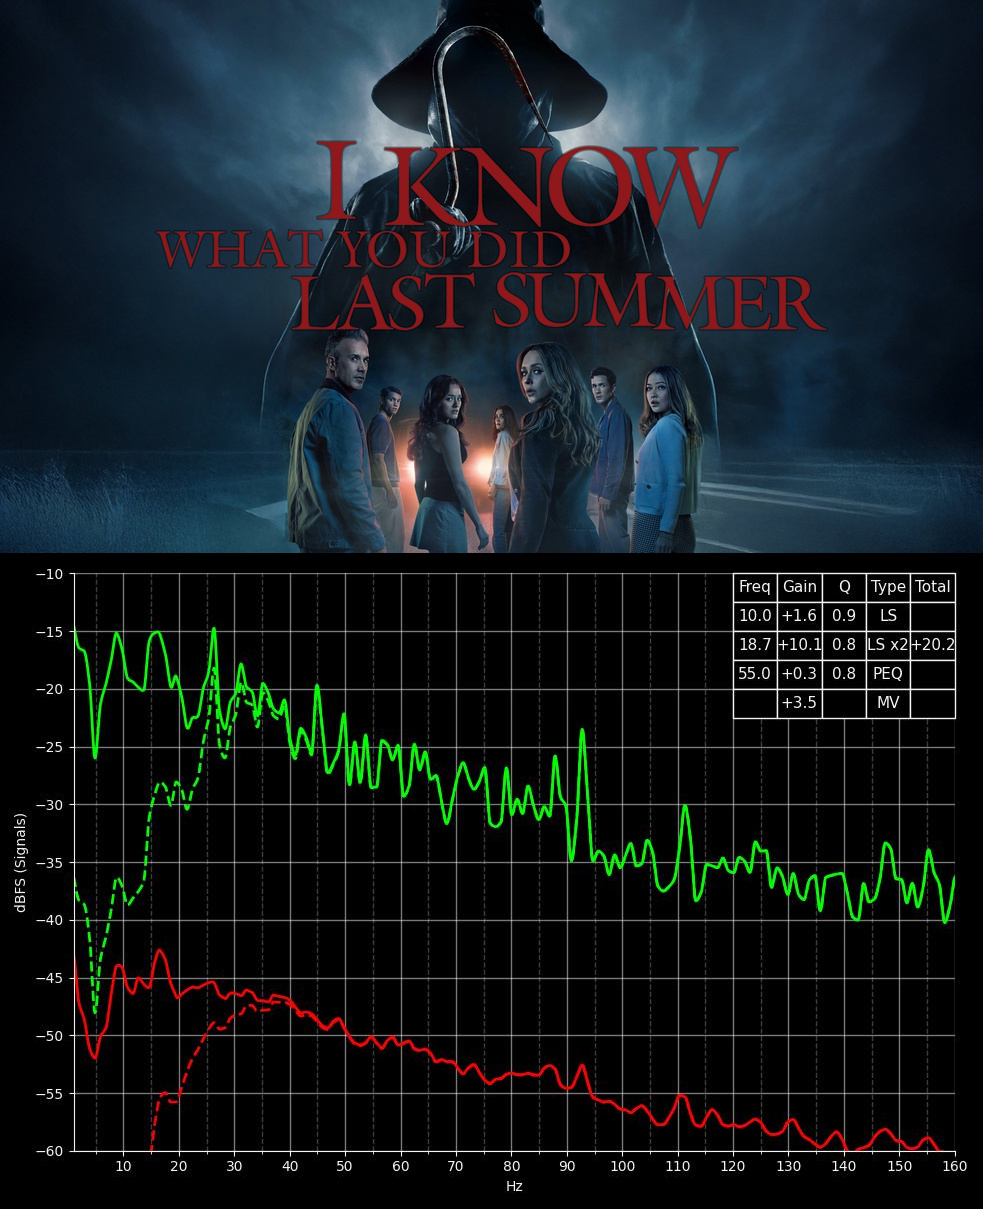 I KNOW
WHAT YOU DID
LAST SUMMER
Freq Gain Q Type Total
10.0 +1.6 0.9 LS
18.7 +10.1 0.8 LS x2 +20.2
55.0 +0.3 0.8 PEQ
+3.5 MV
−10
−15
−20
−25
−30
−35
−40
−45
−50
−55
−60
dBFS (Signals)
10 20 30 40 50 60 70 80 90 100 110 120 130 140 150 160
Hz